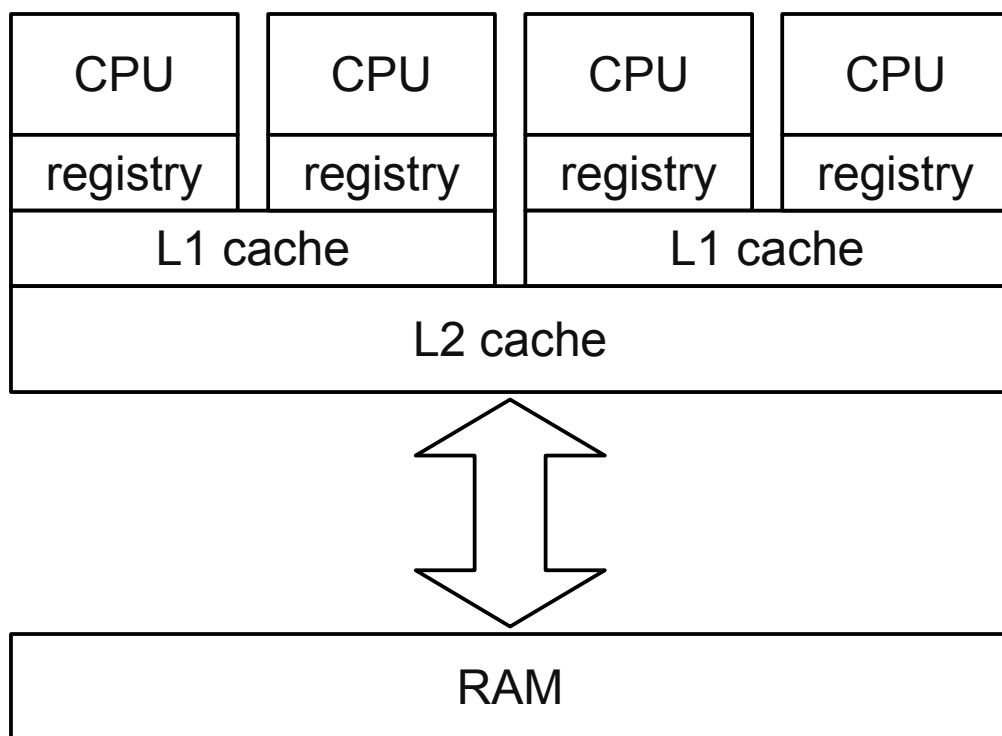 CPU CPU CPU CPU
registry registry registry registry
L1 cache L1 cache
L2 cache
RAM